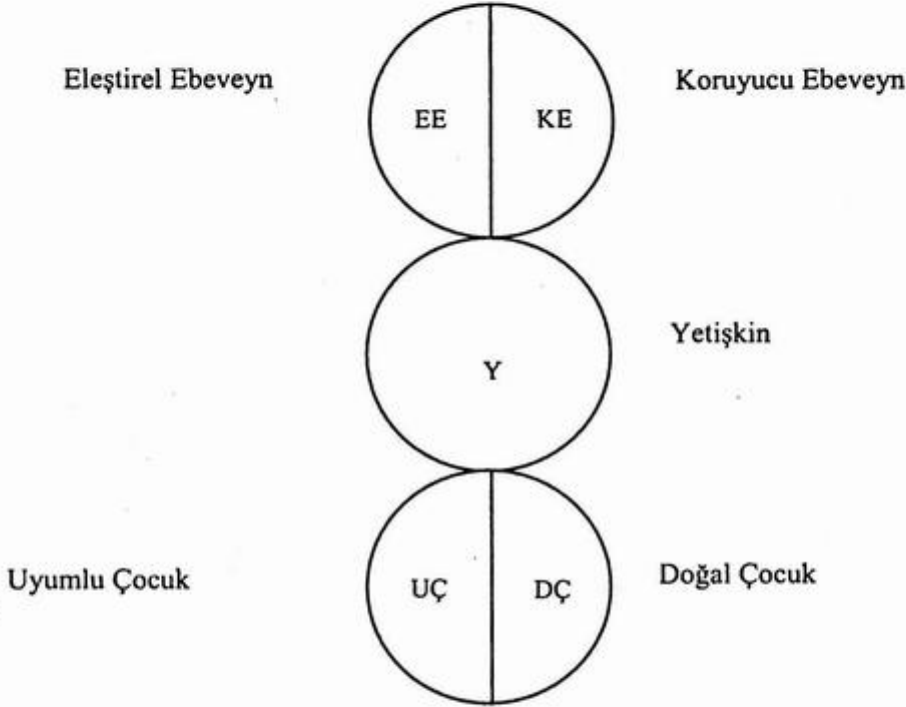 Eleştirel Ebeveyn
EE
KE
Koruyucu Ebeveyn
Y
Yetişkin
Uyumlu Çocuk
UÇ
DÇ
Doğal Çocuk